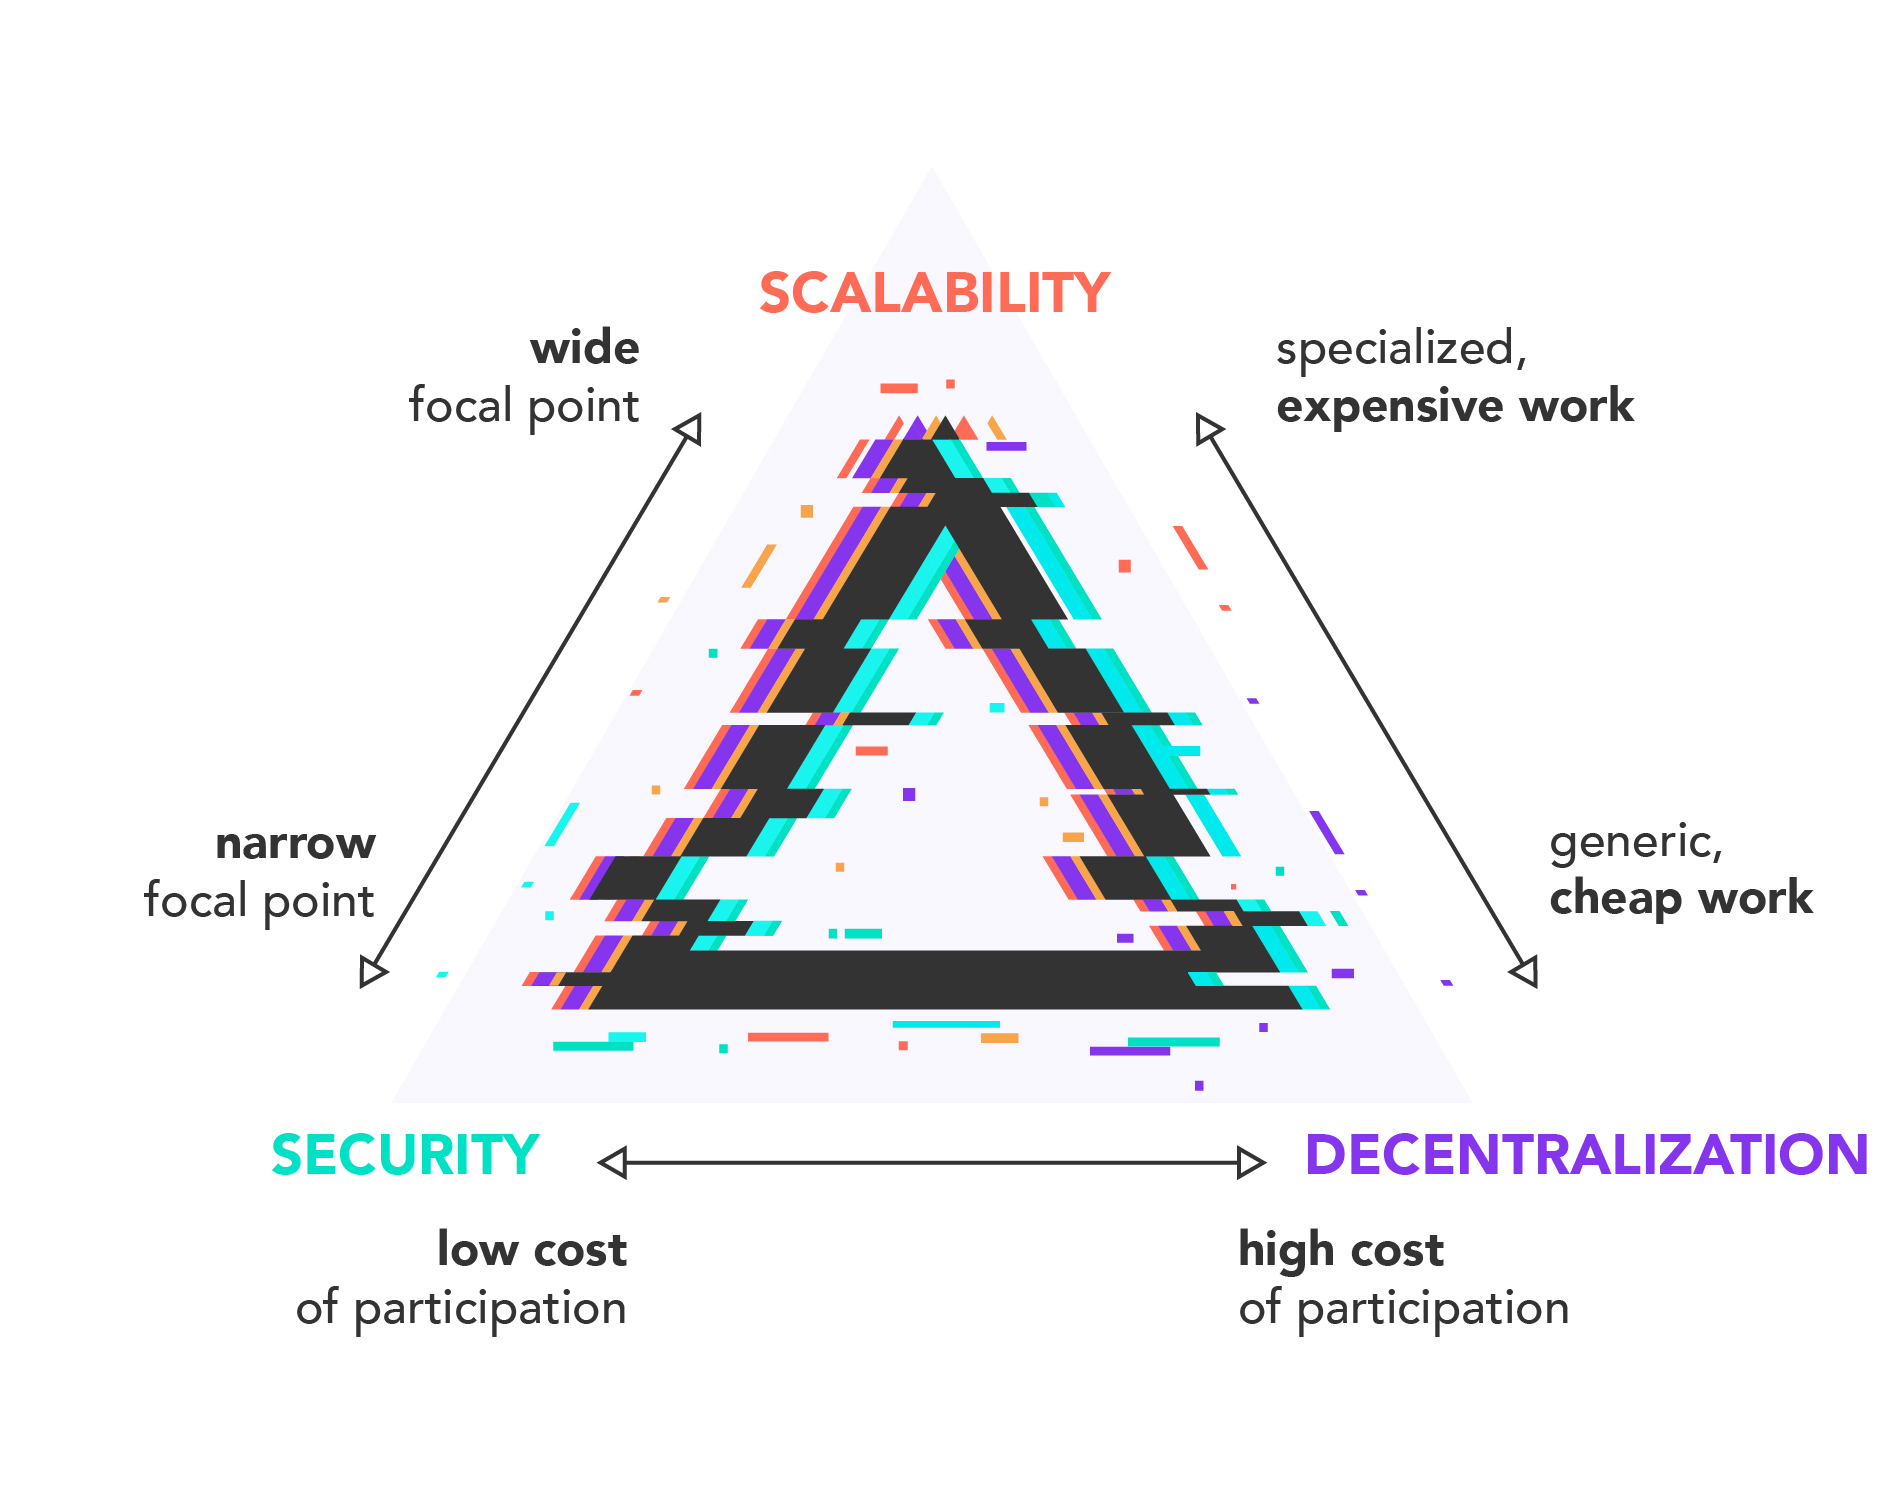 SCALABILITY
wide
focal point
specialized,
expensive work
narrow
focal point
generic,
cheap work
SECURITY
DECENTRALIZATION
low cost
of participation
high cost
of participation